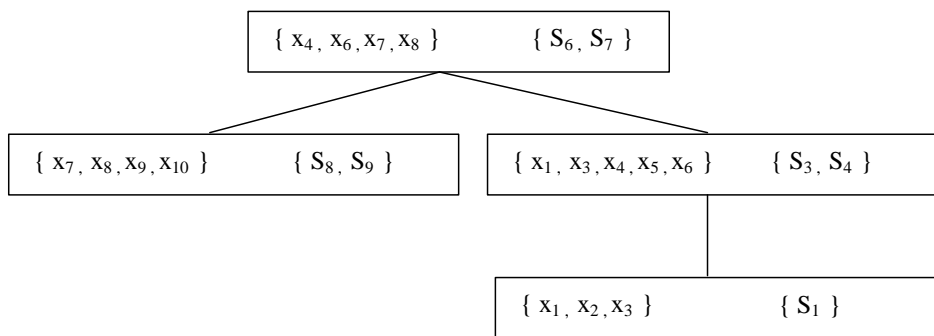 { x₄ , x₆ , x₇ , x₈ } { S₆ , S₇ }
{ x₇ , x₈ , x₉ , x₁₀ } { S₈ , S₉ } { x₁ , x₃ , x₄ , x₅ , x₆ } { S₃ , S₄ }
{ x₁ , x₂ , x₃ } { S₁ }